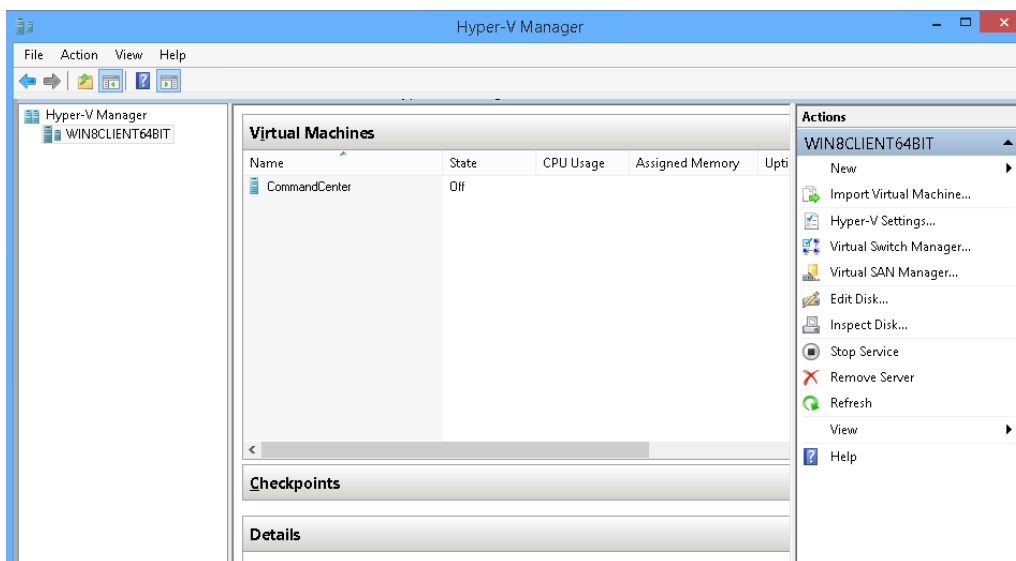 Hyper-V Manager
File Action View Help
Hyper-V Manager
WIN8CLIENT64BIT
Virtual Machines
Name State CPU Usage Assigned Memory Upti
CommandCenter Off
Checkpoints
Details
Actions
WIN8CLIENT64BIT
New
Import Virtual Machine...
Hyper-V Settings...
Virtual Switch Manager...
Virtual SAN Manager...
Edit Disk...
Inspect Disk...
Stop Service
Remove Server
Refresh
View
Help